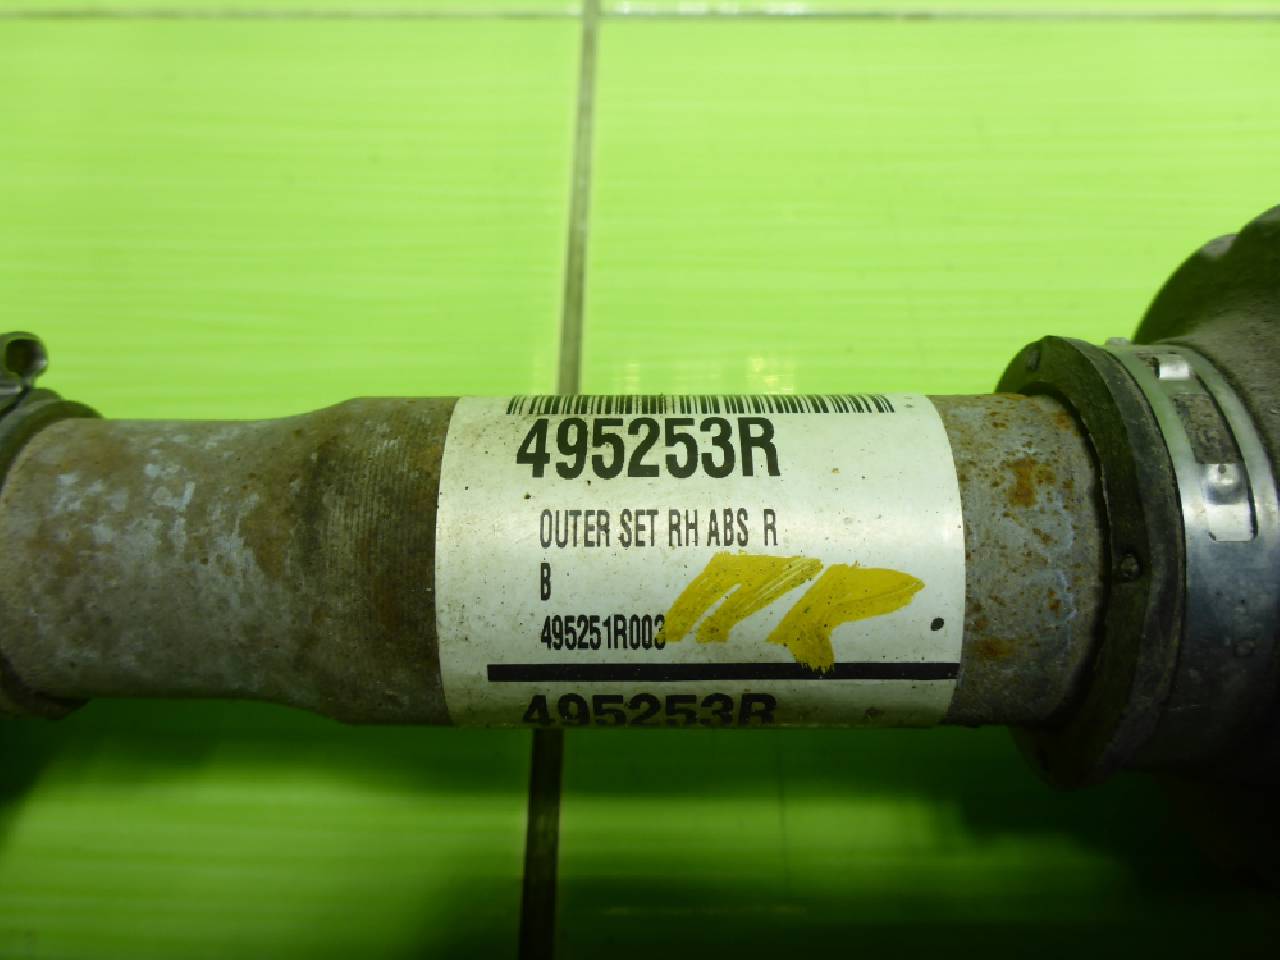 495253R
OUTER SET RH ABS R
B
495251R003
495253R